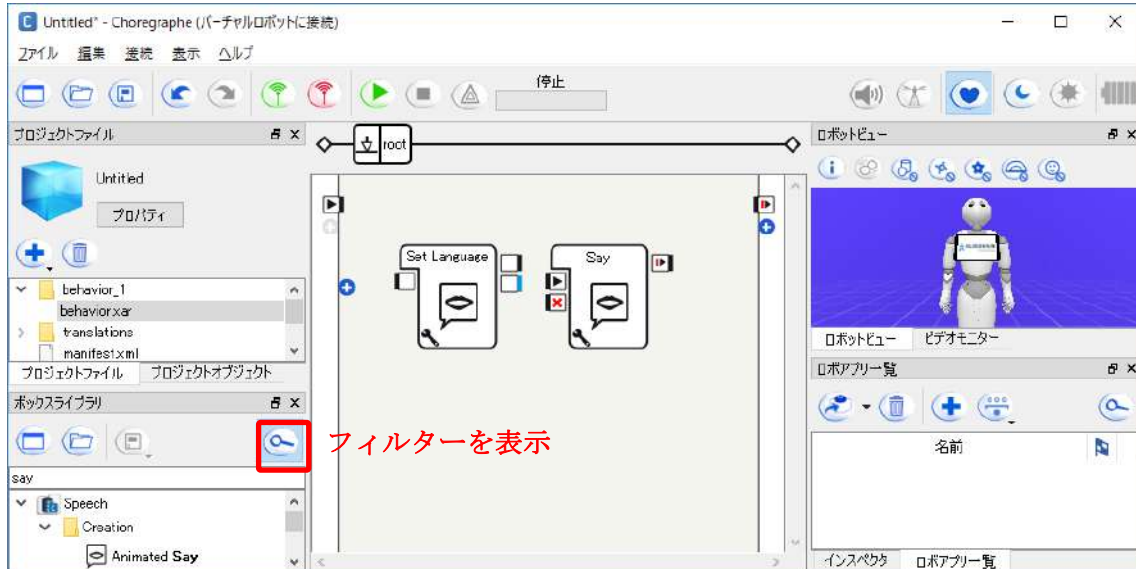 Untitled* - Choregraphe (バーチャルロボットに接続)
ファイル 編集 接続 表示 ヘルプ
停止
プロジェクトファイル
root
ロボットビュー
Untitled
プロパティ
Set Language
Say
behavior_1
behavior.xar
translations
manifest.xml
プロジェクトファイル プロジェクトオブジェクト
ロボットビュー ビデオモニター
ロボアプリ一覧
ボックスライブラリ
フィルターを表示
名前
say
Speech
Creation
Animated Say
インスペクタ ロボアプリ一覧